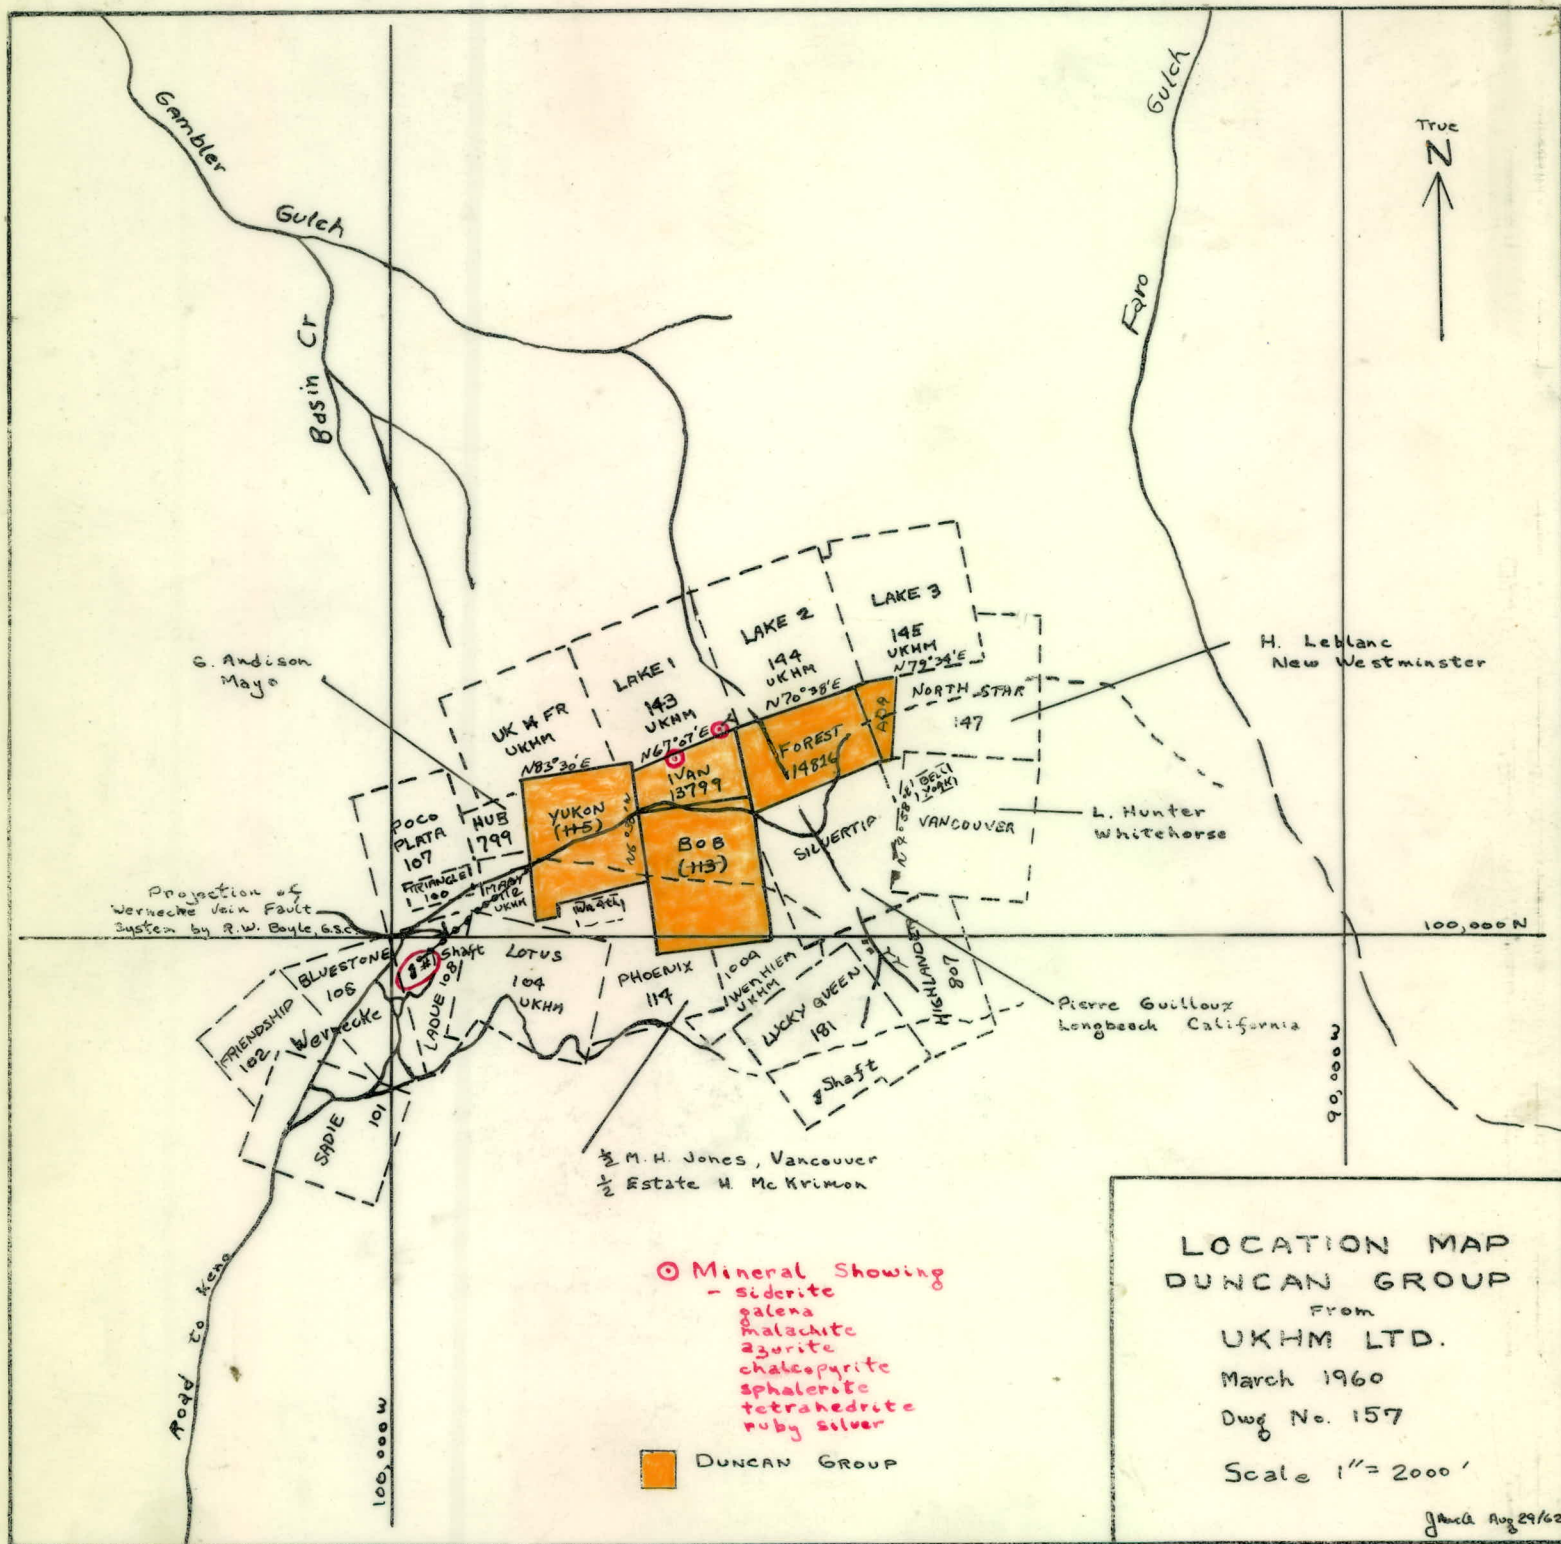 Gambler
Gulch
Basin Cr
Faro
Gulch
True
N
G. Andison
Mayo
H. Leblanc
New Westminster
LAKE 3
145
UKHM
N79°34'E
LAKE 2
144
UKHM
N70°38'E
LAKE 1
143
UKHM
N67°07'E
UK 14 FR
UKHM
N83°30'E
NORTH STAR
147
ADA
FOREST
14816
IVAN
13799
YUKON
(115)
BOB
(113)
POCO
PLATA
107
HUB
1799
TRIANGLE
100
MABY
UKHM
SILVERTIP
VANCOUVER
L. Hunter
Whitehorse
Projection of
Wernecke Vein Fault
System by R.W. Boyle, G.S.C.
100,000 N
BLUESTONE
106
#1
Shaft
LADUE 108
LOTUS
104
UKHM
PHOENIX
114
UKHM
LUCKY QUEEN
181
HIGHLANDER
Shaft
FRIENDSHIP
102
Wernecke
SADIE
101
Pierre Guilloux
Longbeach California
½ M. H. Jones, Vancouver
½ Estate H. McKrimon
90,000 W
100,000 W
Road to Keno
Mineral Showing
- siderite
galena
malachite
azurite
chalcopyrite
sphalerite
tetrahedrite
ruby silver
DUNCAN GROUP
LOCATION MAP
DUNCAN GROUP
From
UKHM LTD.
March 1960
Dwg No. 157
Scale 1"= 2000'
Aug 29/62